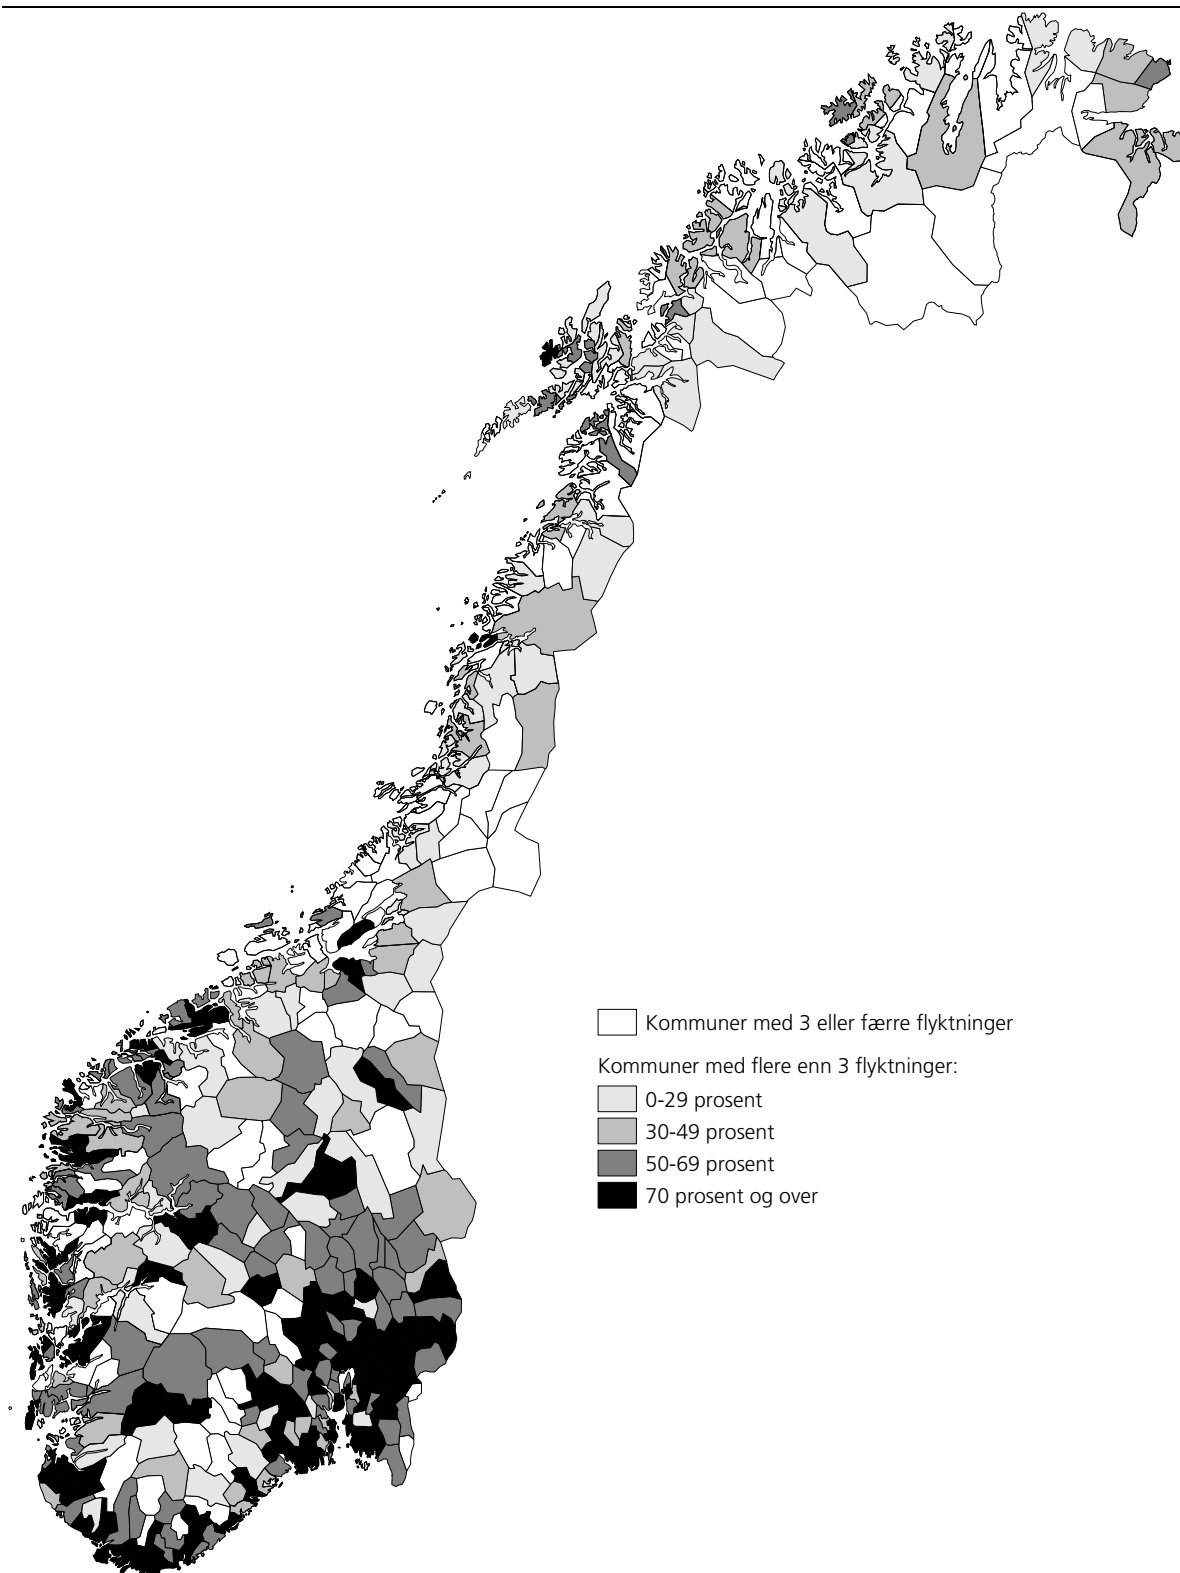 Kommuner med 3 eller færre flyktninger
Kommuner med flere enn 3 flyktninger:
0-29 prosent
30-49 prosent
50-69 prosent
70 prosent og over